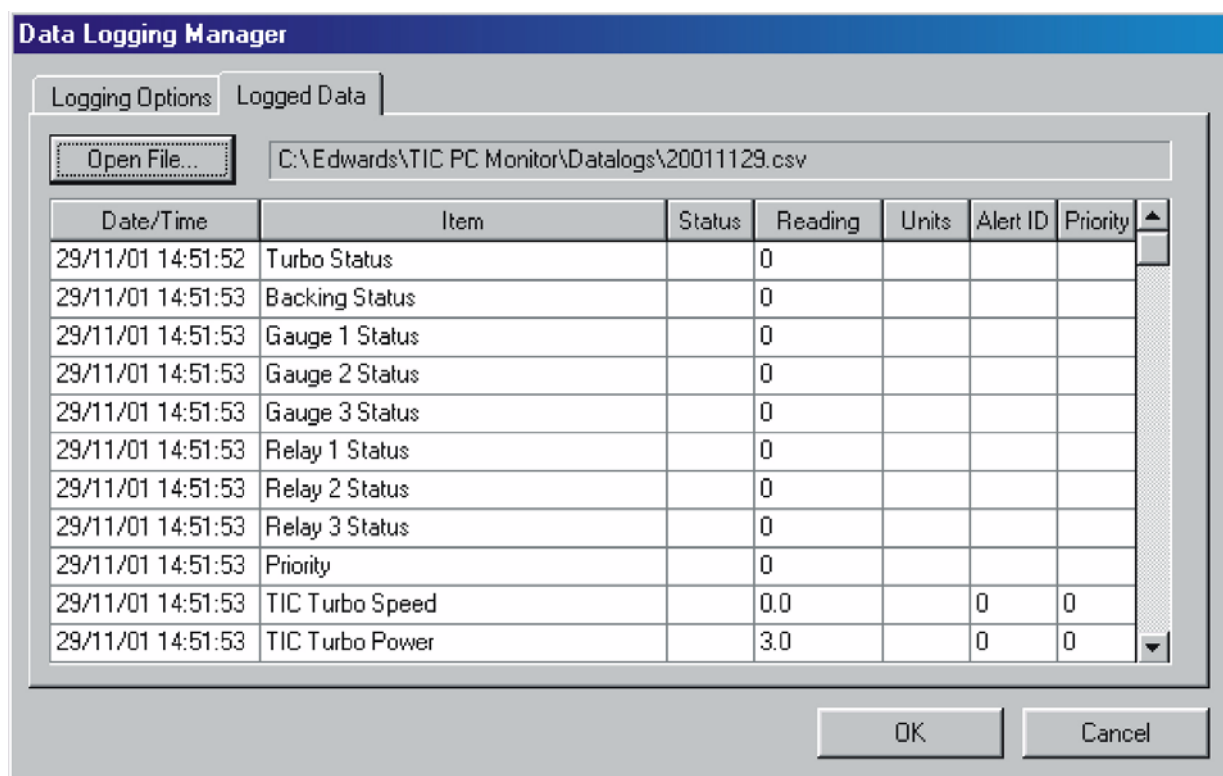 Data Logging Manager
Logging Options Logged Data
Open File... C:\Edwards\TIC PC Monitor\Datalogs\20011129.csv
Date/Time Item Status Reading Units Alert ID Priority
29/11/01 14:51:52 Turbo Status 0
29/11/01 14:51:53 Backing Status 0
29/11/01 14:51:53 Gauge 1 Status 0
29/11/01 14:51:53 Gauge 2 Status 0
29/11/01 14:51:53 Gauge 3 Status 0
29/11/01 14:51:53 Relay 1 Status 0
29/11/01 14:51:53 Relay 2 Status 0
29/11/01 14:51:53 Relay 3 Status 0
29/11/01 14:51:53 Priority 0
29/11/01 14:51:53 TIC Turbo Speed 0.0 0 0
29/11/01 14:51:53 TIC Turbo Power 3.0 0 0
OK Cancel